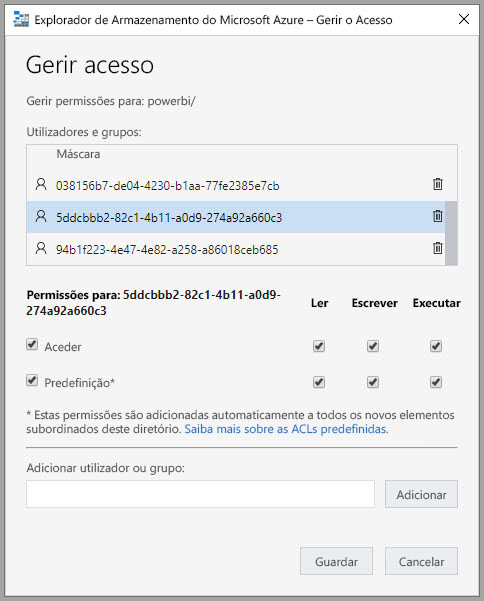 Explorador de Armazenamento do Microsoft Azure – Gerir o Acesso
Gerir acesso
Gerir permissões para: powerbi/
Utilizadores e grupos:
Máscara
038156b7-de04-4230-b1aa-77fe2385e7cb
5ddcbbb2-82c1-4b11-a0d9-274a92a660c3
94b1f223-4e47-4e82-a258-a86018ceb685
Permissões para: 5ddcbbb2-82c1-4b11-a0d9-
274a92a660c3
Ler Escrever Executar
Aceder
Predefinição*
* Estas permissões são adicionadas automaticamente a todos os novos elementos
subordinados deste diretório. Saiba mais sobre as ACLs predefinidas.
Adicionar utilizador ou grupo:
Adicionar
Guardar Cancelar